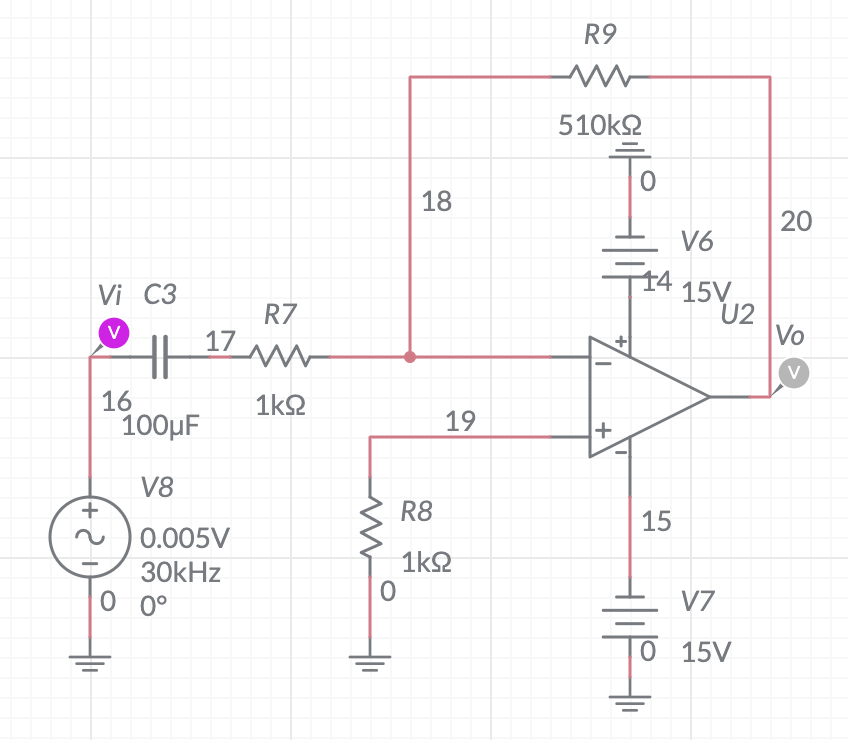 R9
510kΩ
0
18
20
V6
14 15V
U2
Vi
C3
V
17
R7
Vo
V
+
−
16
100µF
1kΩ
19
+
−
V8
+
−
0.005V
30kHz
0°
0
R8
1kΩ
0
15
V7
0
15V